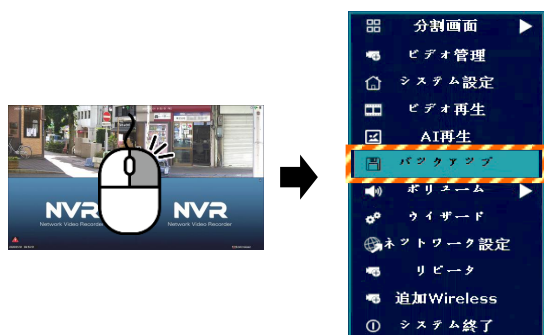 NVR
Network Video Recorder
NVR
Network Video Recorder
分割画面
ビデオ管理
システム設定
ビデオ再生
AI再生
バックアップ
ボリューム
ウイザード
ネットワーク設定
リピータ
追加Wireless
システム終了